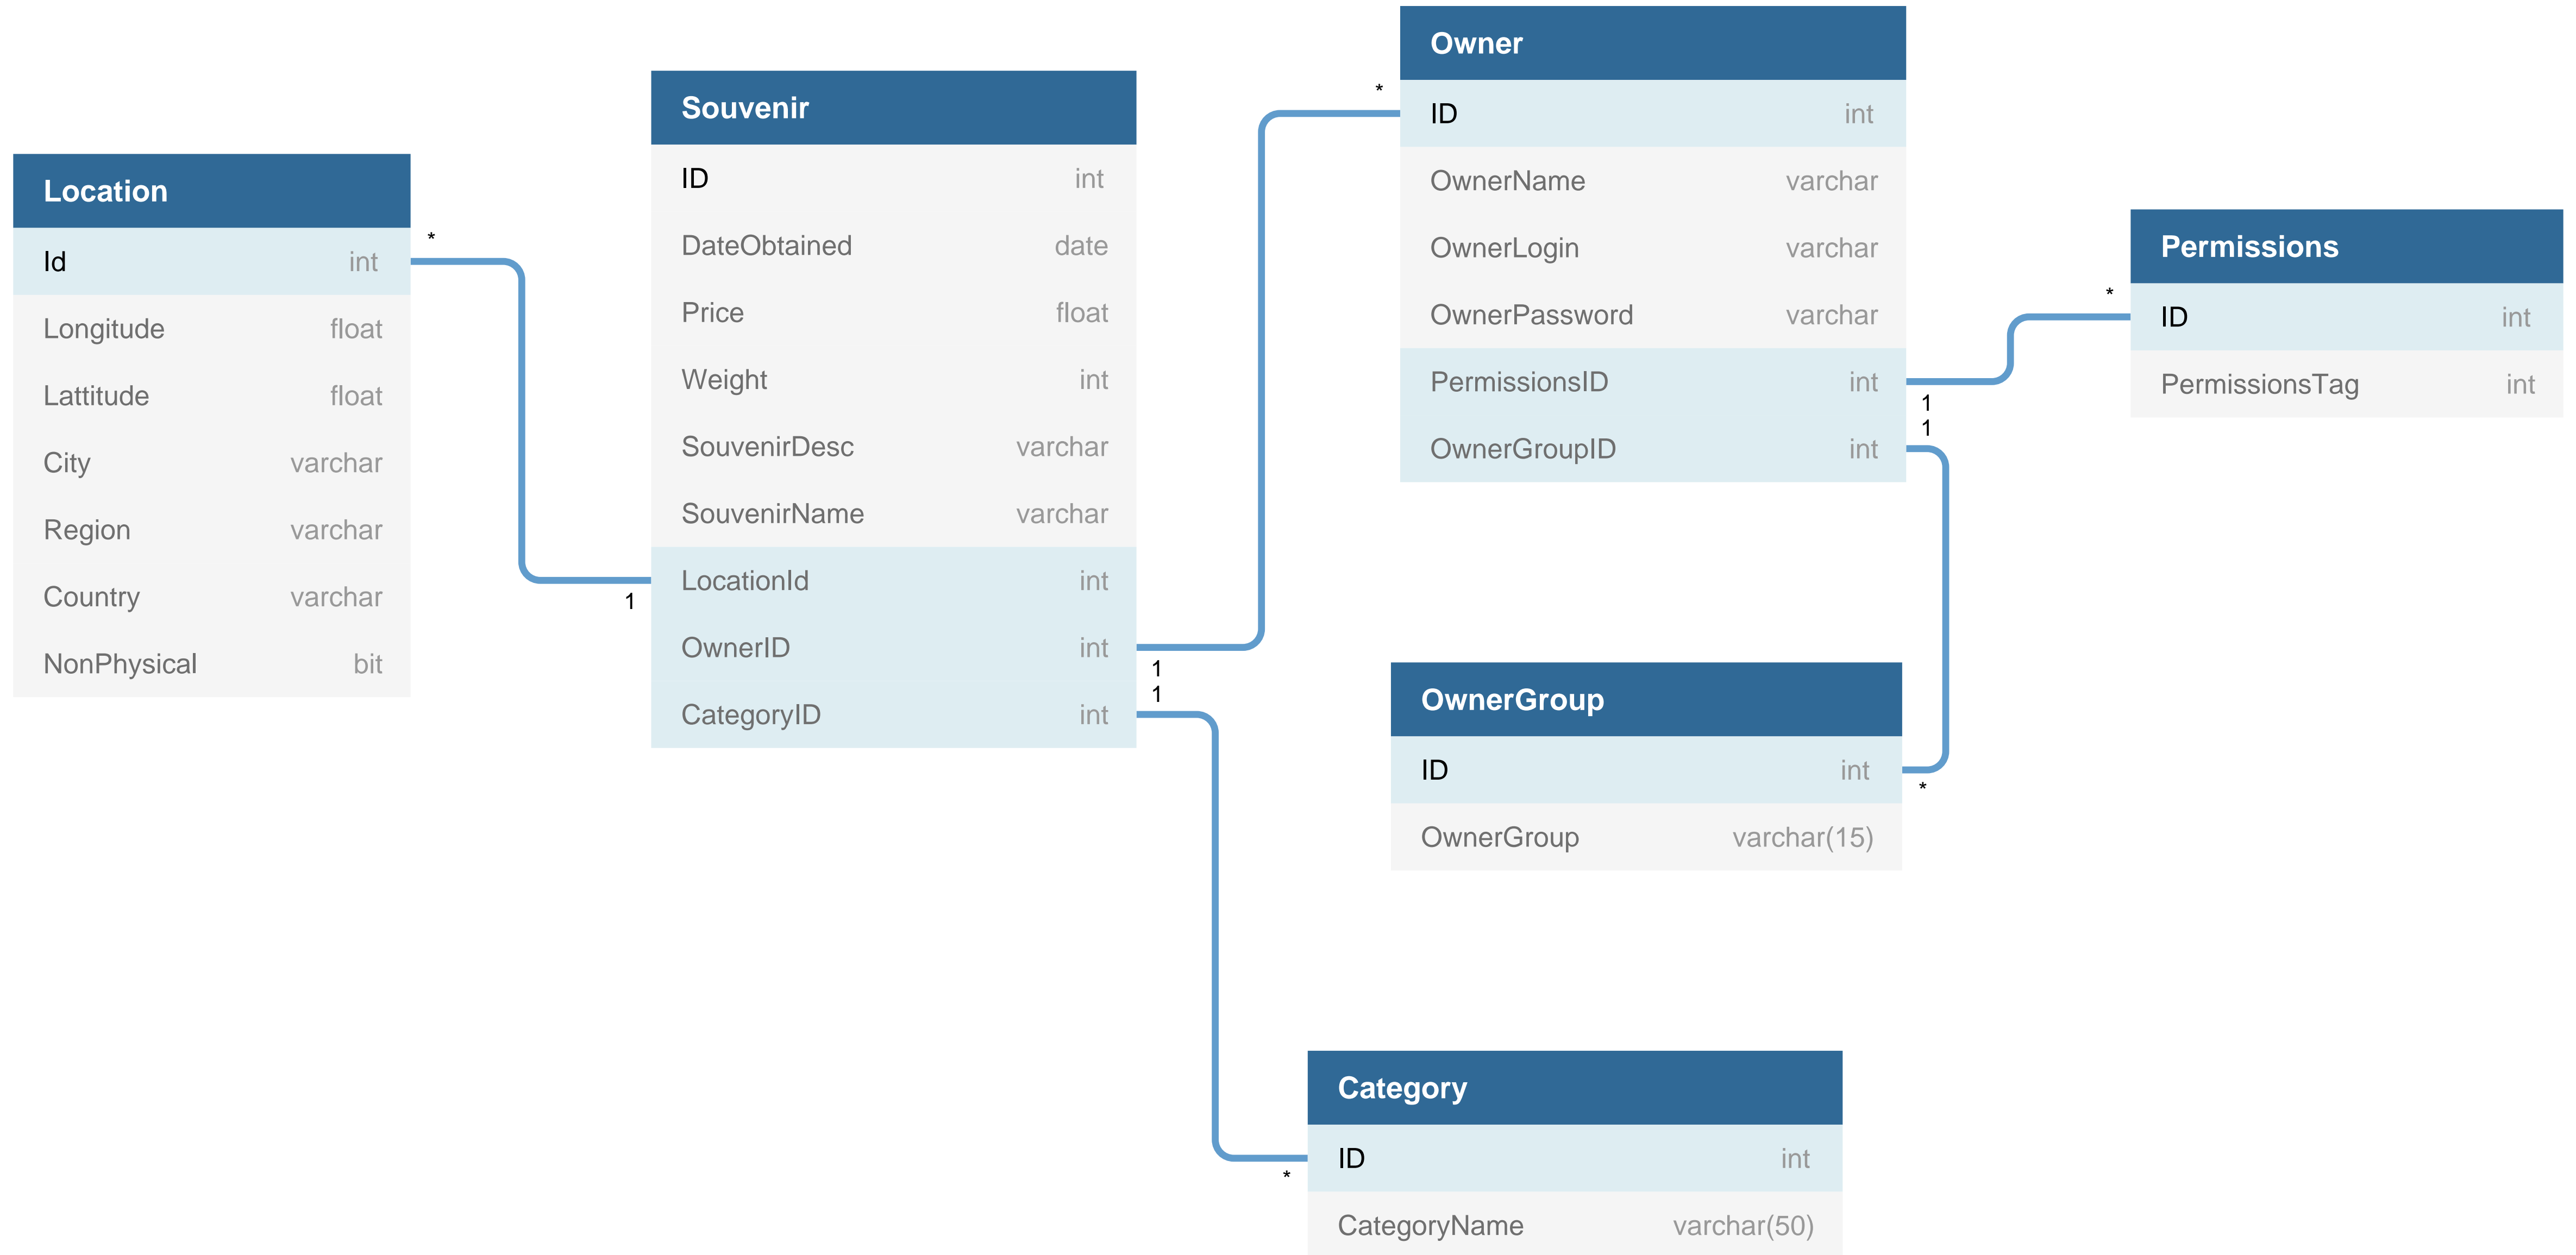 Location
Id int
Longitude float
Lattitude float
City varchar
Region varchar
Country varchar
NonPhysical bit
*
1
Souvenir
ID int
DateObtained date
Price float
Weight int
SouvenirDesc varchar
SouvenirName varchar
LocationId int
OwnerID int
CategoryID int
1
1
*
Owner
ID int
OwnerName varchar
OwnerLogin varchar
OwnerPassword varchar
PermissionsID int
OwnerGroupID int
1
1
*
Permissions
ID int
PermissionsTag int
OwnerGroup
ID int
OwnerGroup varchar(15)
*
Category
ID int
CategoryName varchar(50)
*